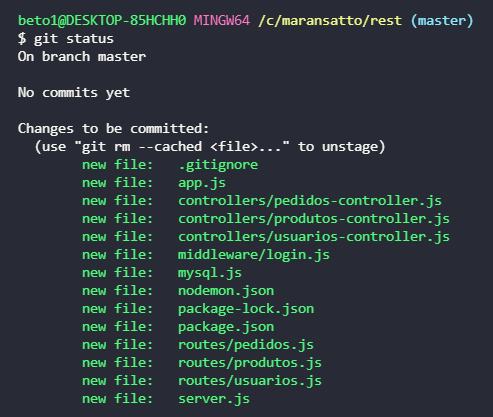 beto1@DESKTOP-85HCHH0 MINGW64 /c/maransatto/rest (master)
$ git status
On branch master

No commits yet

Changes to be committed:
  (use "git rm --cached <file>..." to unstage)
        new file:   .gitignore
        new file:   app.js
        new file:   controllers/pedidos-controller.js
        new file:   controllers/produtos-controller.js
        new file:   controllers/usuarios-controller.js
        new file:   middleware/login.js
        new file:   mysql.js
        new file:   nodemon.json
        new file:   package-lock.json
        new file:   package.json
        new file:   routes/pedidos.js
        new file:   routes/produtos.js
        new file:   routes/usuarios.js
        new file:   server.js